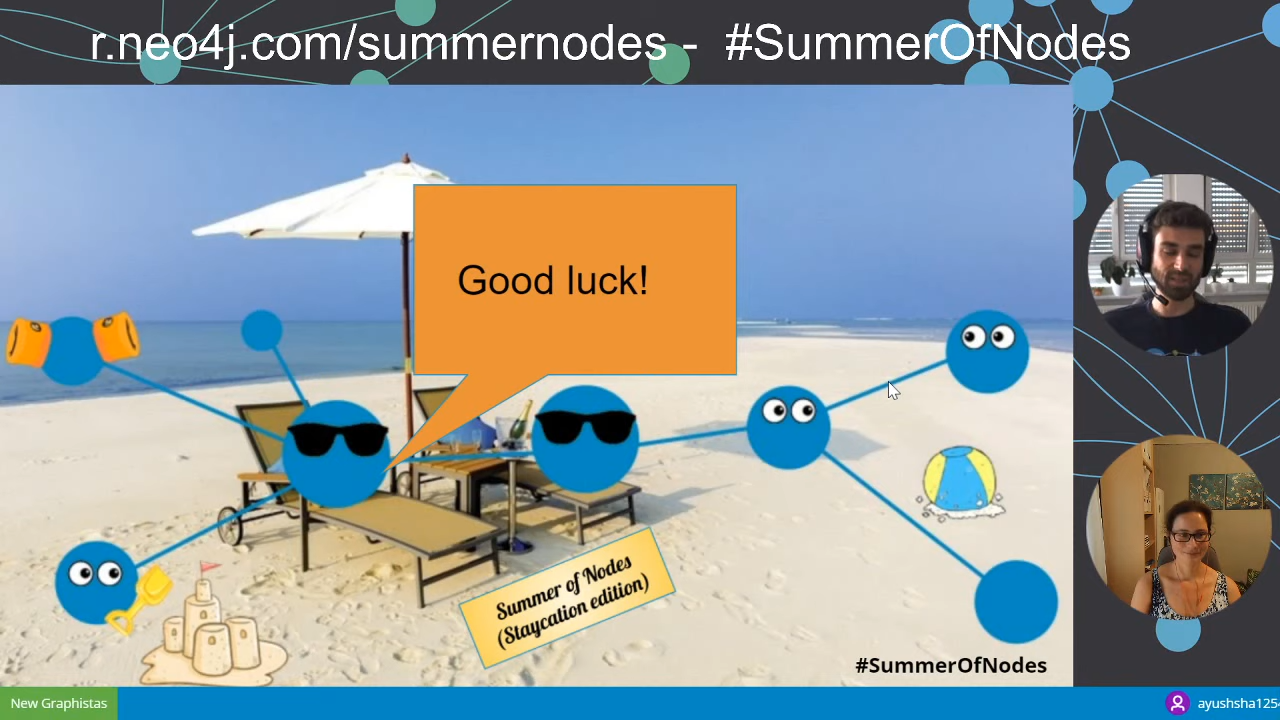 r.neo4j.com/summernodes - #SummerOfNodes
Good luck!
Summer of Nodes
(Staycation edition)
#SummerOfNodes
New Graphistas
ayushsha125